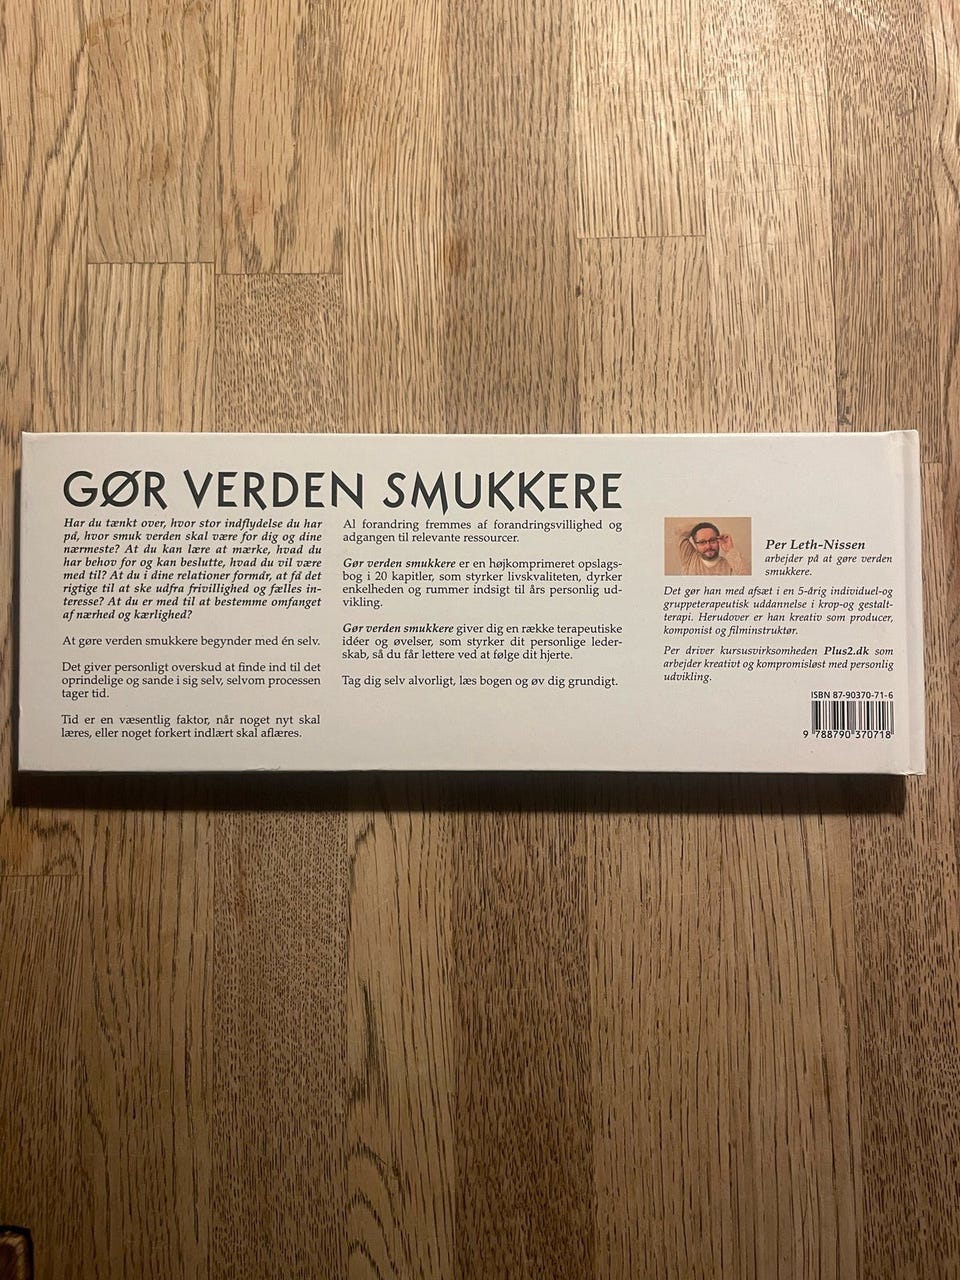 GØR VERDEN SMUKKERE
Har du tænkt over, hvor stor indflydelse du har
på, hvor smuk verden skal være for dig og dine
nærmeste? At du kan lære at mærke, hvad du
har behov for og kan beslutte, hvad du vil være
med til? At du i dine relationer formår, at få det
rigtige til at ske udfra frivillighed og fælles in-
teresse? At du er med til at bestemme omfanget
af nærhed og kærlighed?
At gøre verden smukkere begynder med én selv.
Det giver personligt overskud at finde ind til det
oprindelige og sande i sig selv, selvom processen
tager tid.
Tid er en væsentlig faktor, når noget nyt skal
læres, eller noget forkert indlært skal aflæres.
Al forandring fremmes af forandringsvillighed og
adgangen til relevante ressourcer.
Gør verden smukkere er en højkomprimeret opslags-
bog i 20 kapitler, som styrker livskvaliteten, dyrker
enkelheden og rummer indsigt til års personlig ud-
vikling.
Gør verden smukkere giver dig en række terapeutiske
idéer og øvelser, som styrker dit personlige leder-
skab, så du får lettere ved at følge dit hjerte.
Tag dig selv alvorligt, læs bogen og øv dig grundigt.
Per Leth-Nissen
arbejder på at gøre verden
smukkere.
Det gør han med afsæt i en 5-årig individuel-og
gruppeterapeutisk uddannelse i krop-og gestalt-
terapi. Herudover er han kreativ som producer,
komponist og filminstruktør.
Per driver kursusvirksomheden Plus2.dk som
arbejder kreativt og kompromisløst med personlig
udvikling.
ISBN 87-90370-71-6
9 788790 370718